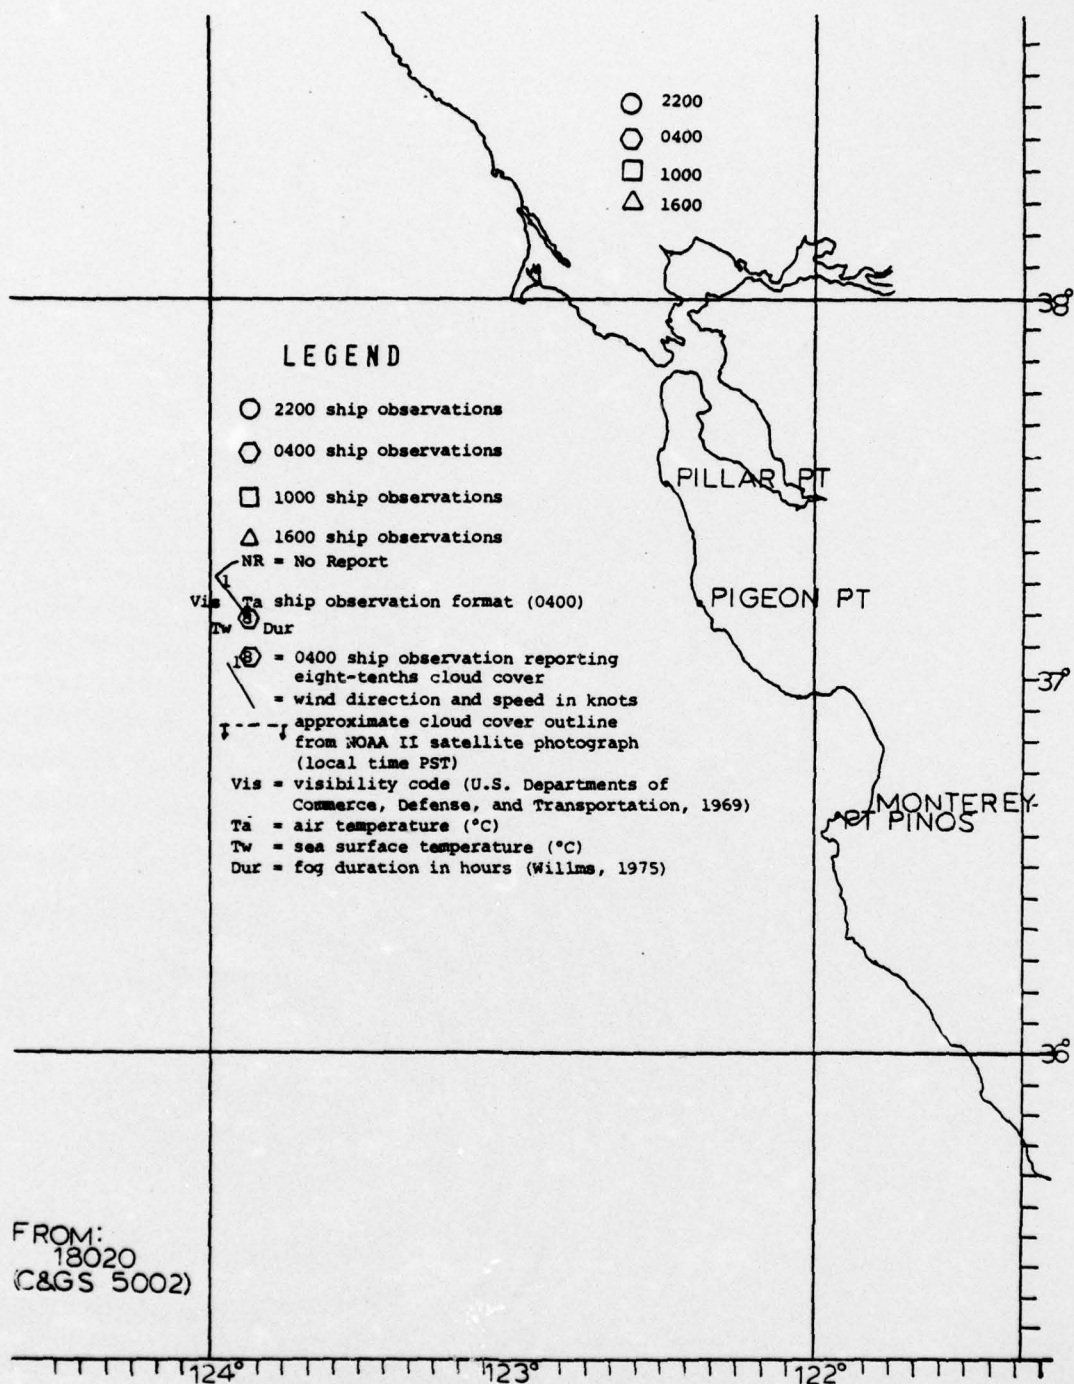 2200
0400
1000
1600
38°
LEGEND
2200 ship observations
0400 ship observations
1000 ship observations
1600 ship observations
NR = No Report
1
Vis Ta ship observation format (0400)
8
Tw Dur
PILLAR PT
PIGEON PT
18 = 0400 ship observation reporting
eight-tenths cloud cover
= wind direction and speed in knots
approximate cloud cover outline
from NOAA II satellite photograph
(local time PST)
Vis = visibility code (U.S. Departments of
Commerce, Defense, and Transportation, 1969)
Ta = air temperature (°C)
Tw = sea surface temperature (°C)
Dur = fog duration in hours (Willms, 1975)
37°
MONTEREY
PT PINOS
36°
FROM:
18020
(C&GS 5002)
124°
123°
122°